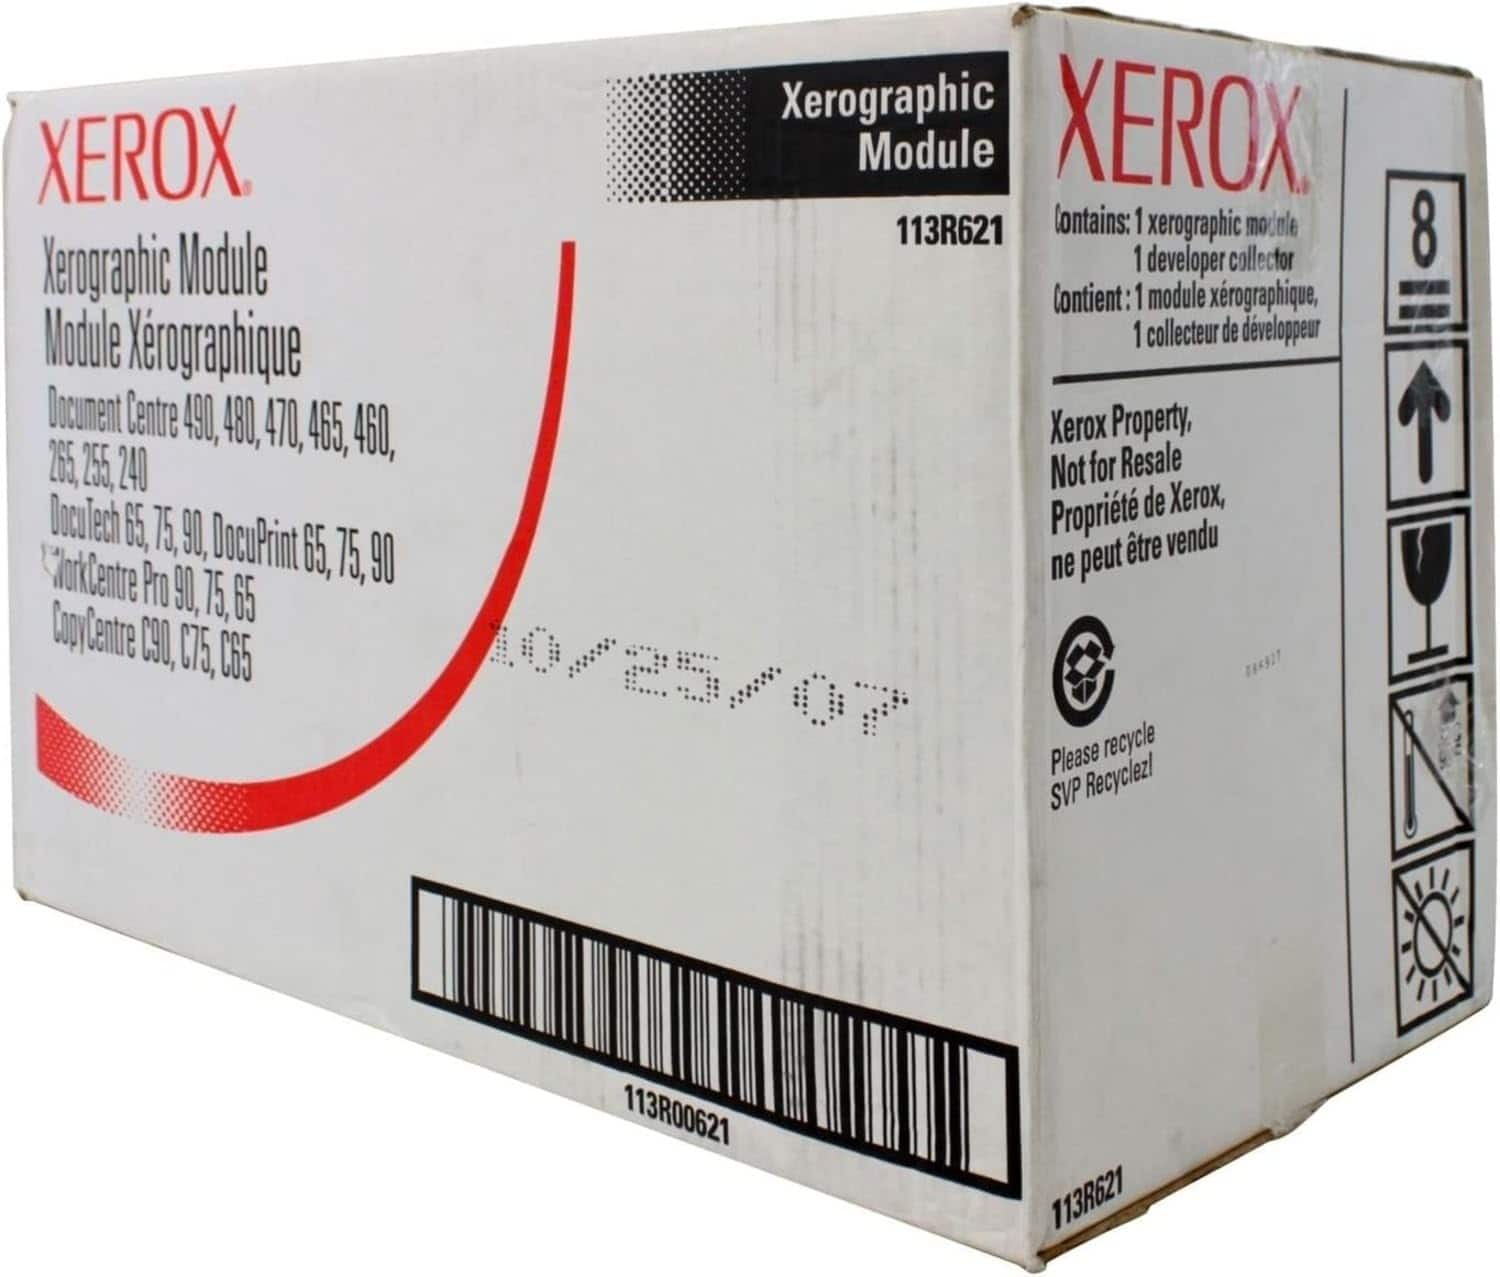 XEROX®
Xerographic Module
Module Xérographique
Document Centre 490, 480, 470, 465, 460,
265, 255, 240
DocuTech 65, 75, 90, DocuPrint 65, 75, 90
WorkCentre Pro 90, 75, 65
CopyCentre C90, C75, C65
Xerographic
Module
113R621
10/25/07
113R00621
XEROX®
Contains: 1 xerographic module
1 developer collector
Contient : 1 module xérographique,
1 collecteur de développeur
Xerox Property,
Not for Resale
Propriété de Xerox,
ne peut être vendu
Please recycle
SVP Recyclez!
113R621
8